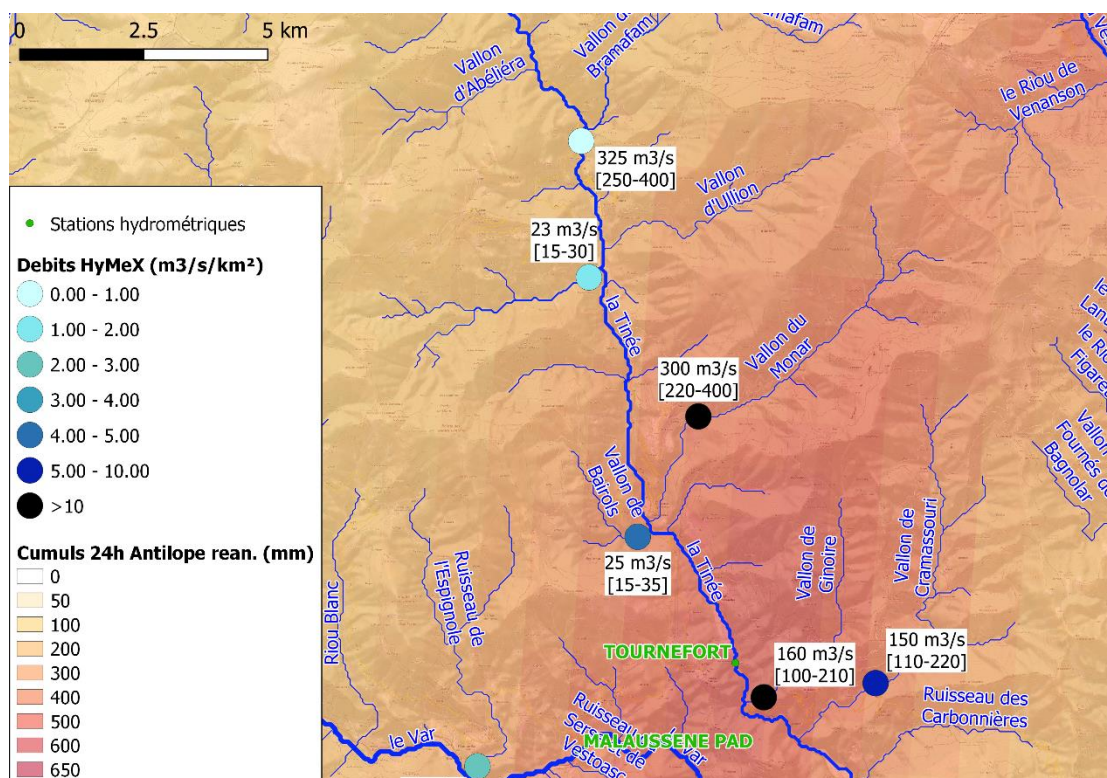 0
2.5
5 km
Vallon
d'Abéliéra
Vallon de
Bramafam
le Riou de
Venanson
325 m3/s
[250-400]
Vallon
d'Ullion
23 m3/s
[15-30]
la Tinée
Vallon du
Monar
300 m3/s
[220-400]
Vallon de
Bairols
25 m3/s
[15-35]
la Tinée
Vallon de
Ginoire
Vallon de
Cramassouri
Fournés de
Bagnolar
TOURNEFORT
160 m3/s
[100-210]
150 m3/s
[110-220]
Ruisseau des
Carbonnières
MALAUSSENE PAD
Riou Blanc
Ruisseau de
l'Espignole
le Var
Stations hydrométriques
Debits HyMeX (m3/s/km²)
0.00 - 1.00
1.00 - 2.00
2.00 - 3.00
3.00 - 4.00
4.00 - 5.00
5.00 - 10.00
>10
Cumuls 24h Antilope rean. (mm)
0
50
100
200
300
400
500
600
650